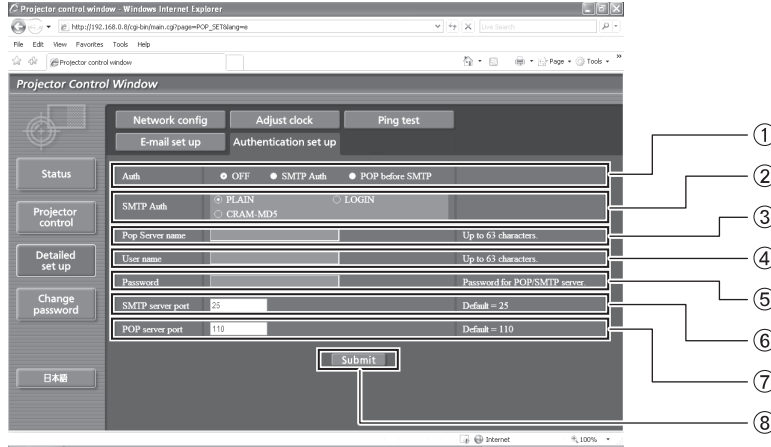 Projector control window - Windows Internet Explorer
http://192.168.0.8/cgi-bin/main.cgi?page=POP_SET&lang=e
Live Search
File Edit View Favorites Tools Help
Projector control window
Page Tools »
Projector Control Window
Network config Adjust clock Ping test
E-mail set up Authentication set up
Status
Projector control
Detailed set up
Change password
日本語
Auth OFF SMTP Auth POP before SMTP
SMTP Auth PLAIN LOGIN
CRAM-MD5
Pop Server name Up to 63 characters.
User name Up to 63 characters.
Password Password for POP/SMTP server.
SMTP server port 25 Default = 25
POP server port 110 Default = 110
Submit
Internet 100%
①
②
③
④
⑤
⑥
⑦
⑧